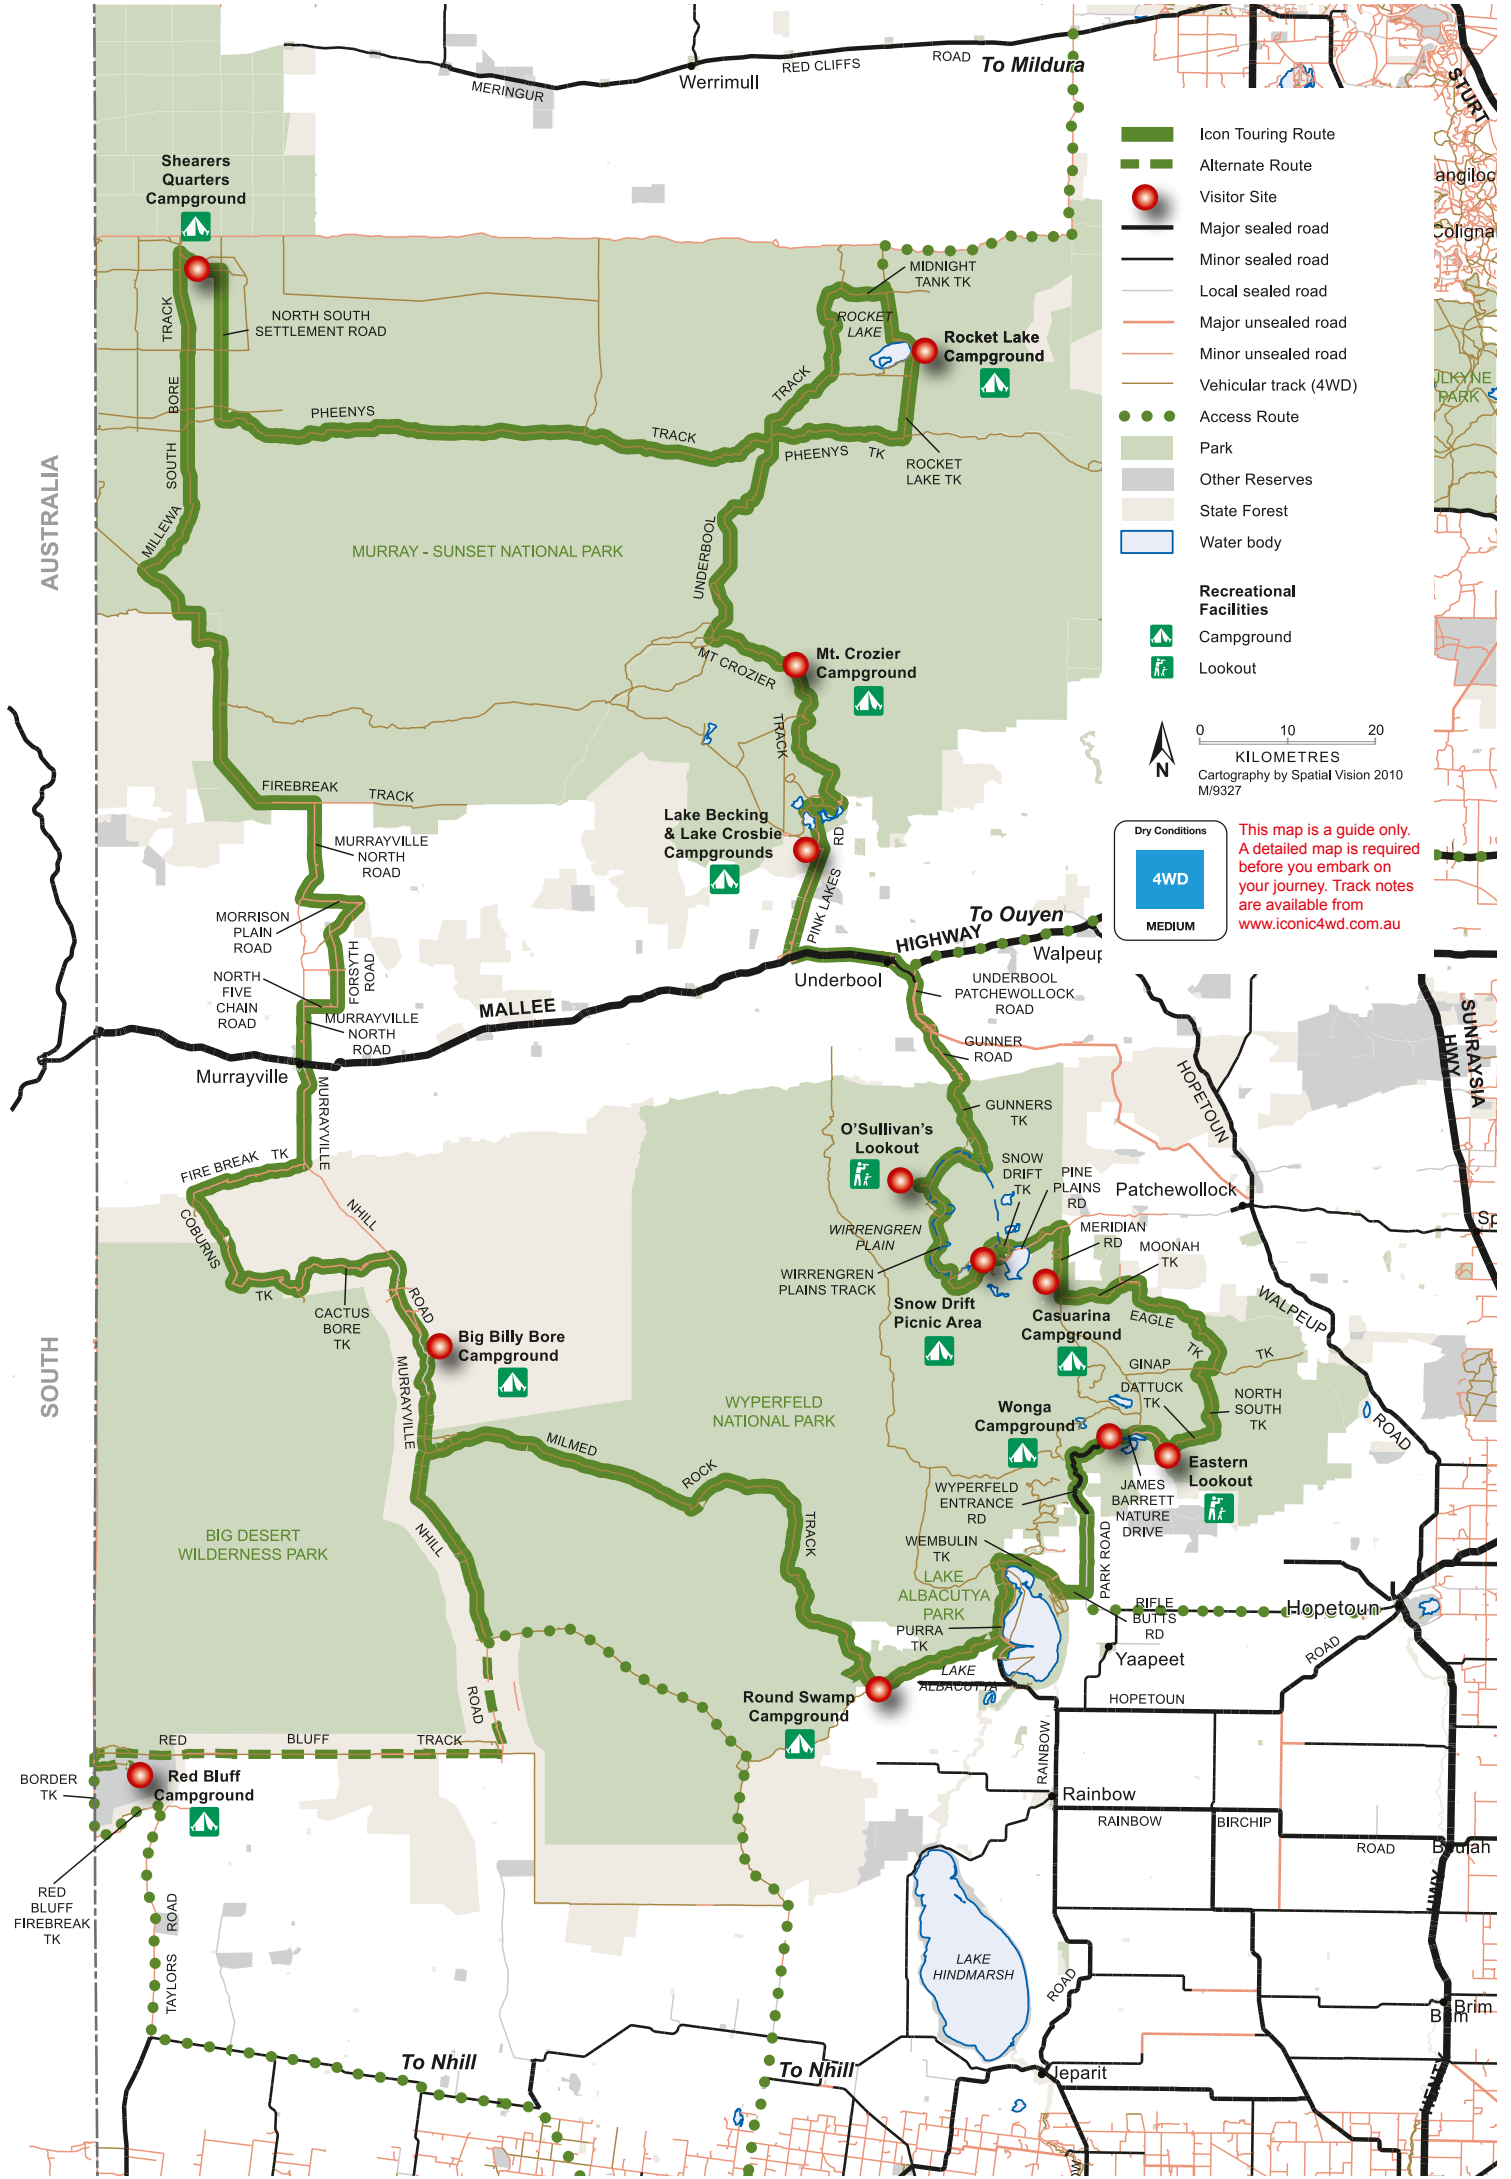 MERINGUR
Werrimull
RED CLIFFS
ROAD
To Mildura
STURT
Shearers
Quarters
Campground
Icon Touring Route
Alternate Route
Visitor Site
Major sealed road
Minor sealed road
Local sealed road
Major unsealed road
Minor unsealed road
Vehicular track (4WD)
Access Route
Park
Other Reserves
State Forest
Water body
Recreational
Facilities
Campground
Lookout
0 10 20
KILOMETRES
N
Cartography by Spatial Vision 2010
M/9327
Dry Conditions
4WD
MEDIUM
This map is a guide only.
A detailed map is required
before you embark on
your journey. Track notes
are available from
www.iconic4wd.com.au
angiloc
Coligna
ULKYNE
PARK
MIDNIGHT
TANK TK
ROCKET
LAKE
Rocket Lake
Campground
NORTH SOUTH
SETTLEMENT ROAD
TRACK
BORE
SOUTH
MILLEWA
PHEENYS
TRACK
TRACK
PHEENYS TK
ROCKET
LAKE TK
AUSTRALIA
MURRAY - SUNSET NATIONAL PARK
UNDERBOOL
MT CROZIER
Mt. Crozier
Campground
TRACK
FIREBREAK
TRACK
Lake Becking
& Lake Crosbie
Campgrounds
RD
PINK LAKES
MURRAYVILLE
NORTH
ROAD
MORRISON
PLAIN
ROAD
FORSYTH
ROAD
NORTH
FIVE
CHAIN
ROAD
MURRAYVILLE
NORTH
ROAD
MALLEE
HIGHWAY
To Ouyen
Walpeup
Underbool
UNDERBOOL
PATCHEWOLLOCK
ROAD
Murrayville
GUNNER
ROAD
GUNNERS
TK
HOPETOUN
SUNRAYSIA
HWY
MURRAYVILLE
FIRE BREAK TK
COBURNS
TK
NHILL
ROAD
CACTUS
BORE
TK
O'Sullivan's
Lookout
SNOW
DRIFT
TK
PINE
PLAINS
RD
Patchewollock
Sp
WIRRENGREN
PLAIN
MERIDIAN
RD
MOONAH
TK
WIRRENGREN
PLAINS TRACK
Snow Drift
Picnic Area
Casuarina
Campground
EAGLE
TK
WALPEUP
ROAD
SOUTH
Big Billy Bore
Campground
MURRAYVILLE
GINAP
TK
DATTUCK
TK
NORTH
SOUTH
TK
WYPERFELD
NATIONAL PARK
Wonga
Campground
MILMED
ROCK
TRACK
Eastern
Lookout
WYPERFELD
ENTRANCE
RD
JAMES
BARRETT
NATURE
DRIVE
NHILL
BIG DESERT
WILDERNESS PARK
WEMBULIN
TK
PARK ROAD
LAKE
ALBACUTYA
PARK
PURRA
TK
RIFLE
BUTTS
RD
Hopetoun
Yaapeet
ROAD
LAKE
ALBACUTYA
HOPETOUN
ROAD
Round Swamp
Campground
RED
BLUFF
TRACK
BORDER
TK
Red Bluff
Campground
RAINBOW
Rainbow
RAINBOW
BIRCHIP
ROAD
Beulah
RED
BLUFF
FIREBREAK
TK
ROAD
TAYLORS
HWY
LAKE
HINDMARSH
ROAD
Brim
Brim
To Nhill
To Nhill
Jeparit
HENTY